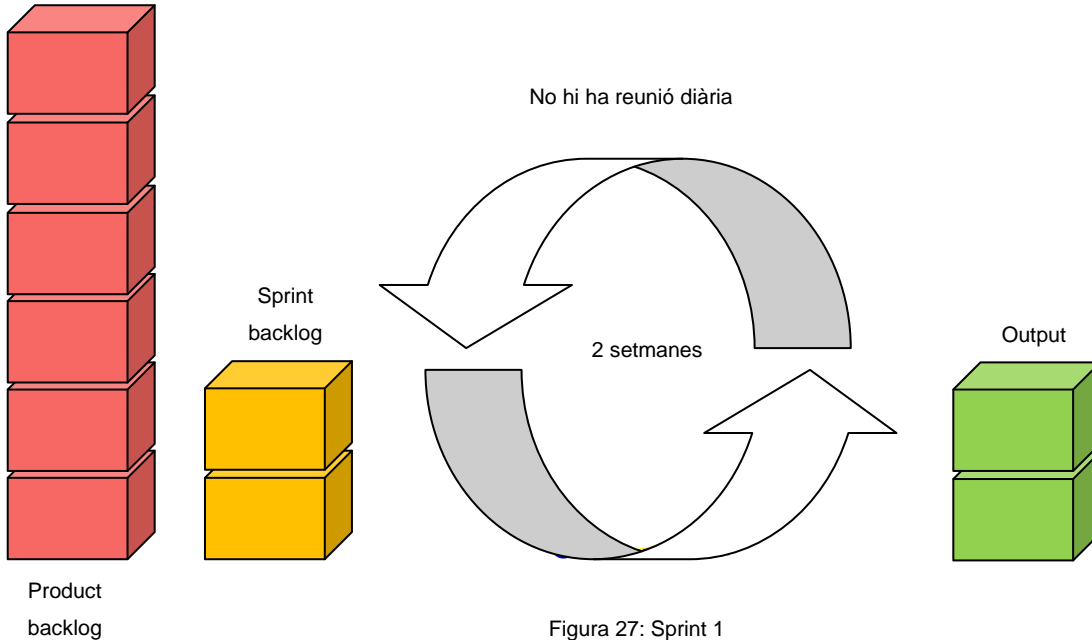 No hi ha reunió diària
Sprint
backlog
2 setmanes
Output
Product
backlog
Figura 27: Sprint 1